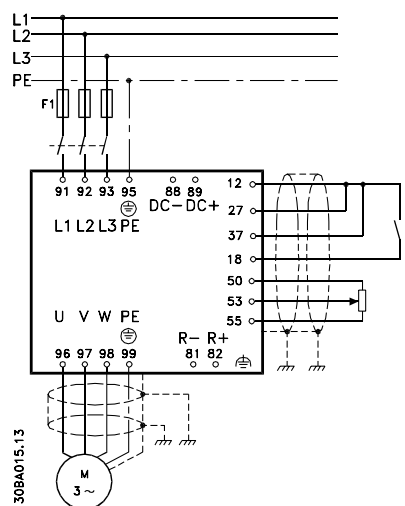 L1
L2
L3
PE
F1
91 92 93 95 88 89
DC- DC+
L1 L2 L3 PE
12
27
37
18
50
53
55
U V W PE
R- R+
96 97 98 99 81 82
M
3 ~
30BA015.13